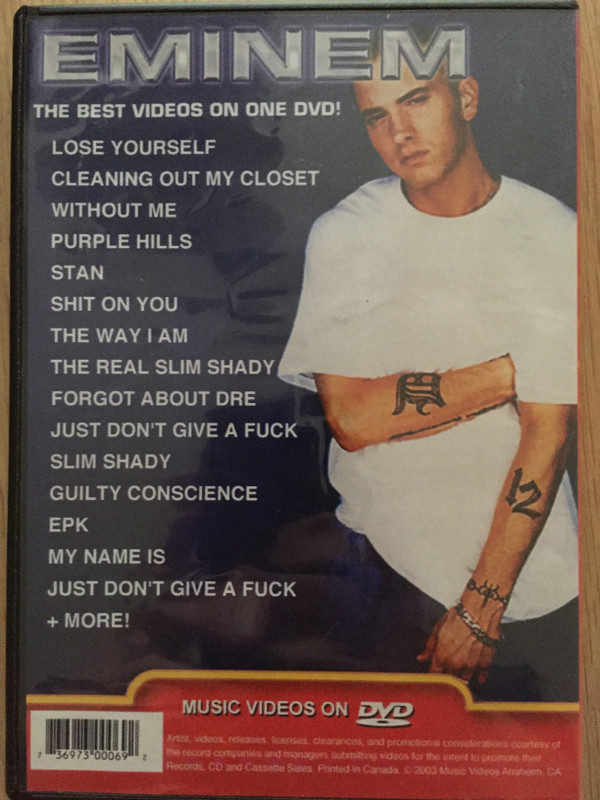 EMINEM
THE BEST VIDEOS ON ONE DVD!
LOSE YOURSELF
CLEANING OUT MY CLOSET
WITHOUT ME
PURPLE HILLS
STAN
SHIT ON YOU
THE WAY I AM
THE REAL SLIM SHADY
FORGOT ABOUT DRE
JUST DON'T GIVE A FUCK
SLIM SHADY
GUILTY CONSCIENCE
EPK
MY NAME IS
JUST DON'T GIVE A FUCK
+ MORE!
D
12
MUSIC VIDEOS ON DVD
Artist, videos, releases, licenses, clearances, and promotional considerations courtesy of
the record companies and managers submitting videos for the intent to promote their
Records, CD and Cassette Sales. Printed in Canada. © 2003 Music Videos Anaheim, CA
7 36973 00069 2